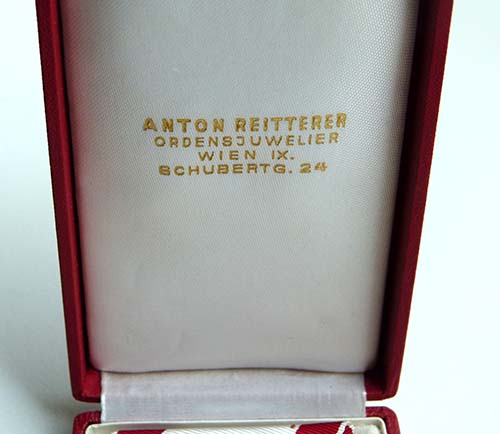 ANTON REITTERER
ORDENSJUWELIER
WIEN IX.
SCHUBERTG. 24